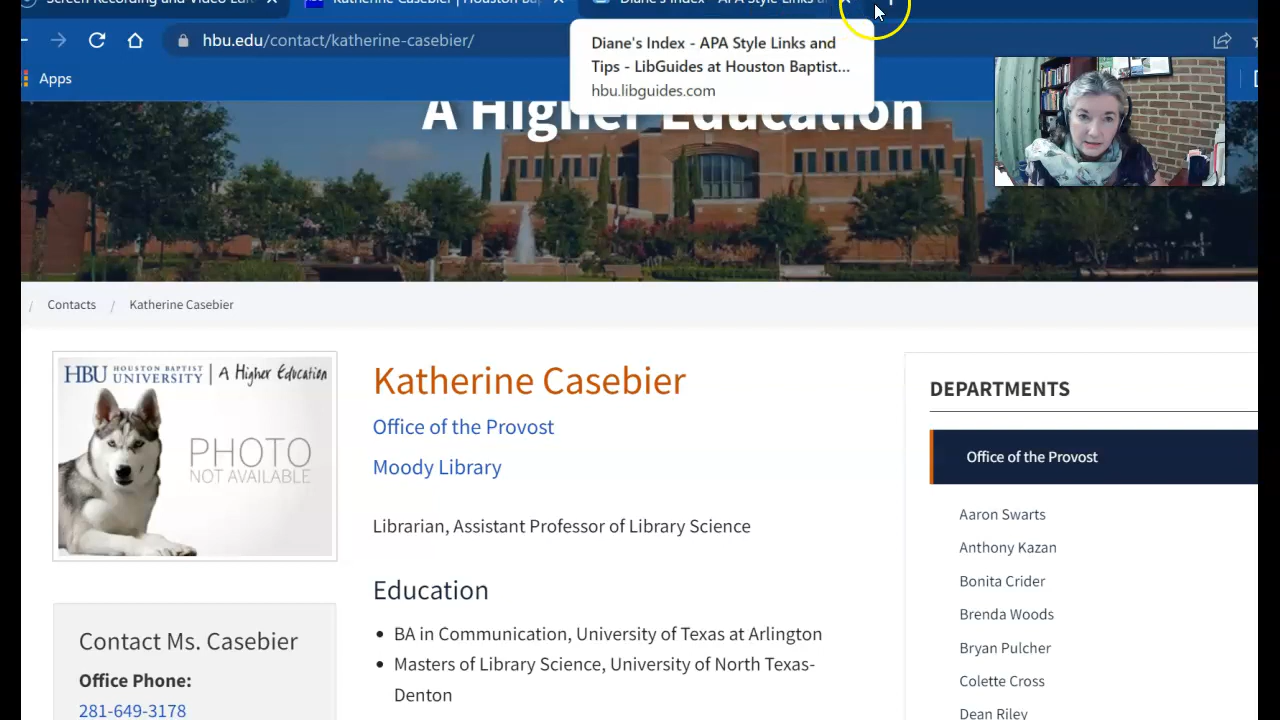 Screen Recording and Video Edit
Katherine Casebier | Houston Bap
Diane's Index - APA Style Links a
hbu.edu/contact/katherine-casebier/
Diane's Index - APA Style Links and
Tips - LibGuides at Houston Baptist...
hbu.libguides.com
Apps
A Higher Education
/ Contacts / Katherine Casebier
HBU HOUSTON BAPTIST UNIVERSITY | A Higher Education
PHOTO
NOT AVAILABLE
Katherine Casebier
Office of the Provost
Moody Library
Librarian, Assistant Professor of Library Science
Education
• BA in Communication, University of Texas at Arlington
• Masters of Library Science, University of North Texas-
Denton
Contact Ms. Casebier
Office Phone:
281-649-3178
DEPARTMENTS
Office of the Provost
Aaron Swarts
Anthony Kazan
Bonita Crider
Brenda Woods
Bryan Pulcher
Colette Cross
Dean Riley